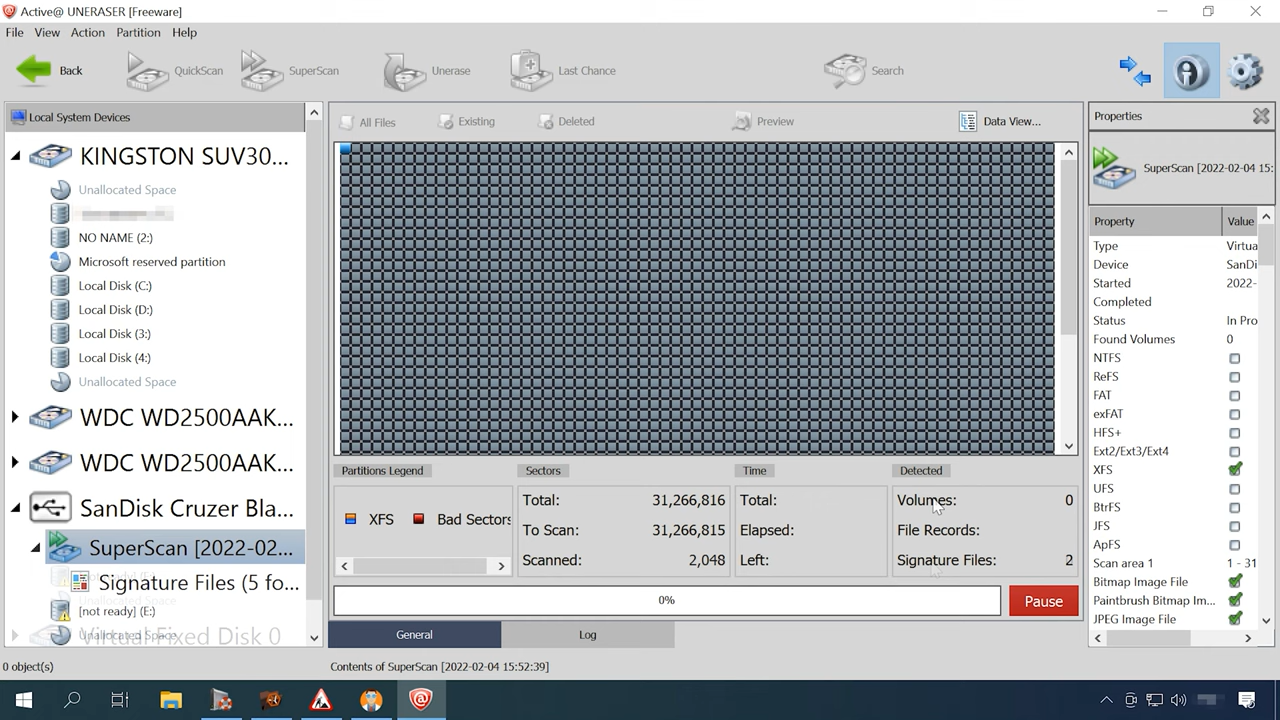 Active@ UNERASER [Freeware]
File View Action Partition Help
Back QuickScan SuperScan Unerase Last Chance Search
Local System Devices
KINGSTON SUV30...
Unallocated Space
NO NAME (2:)
Microsoft reserved partition
Local Disk (C:)
Local Disk (D:)
Local Disk (3:)
Local Disk (4:)
Unallocated Space
WDC WD2500AAK...
WDC WD2500AAK...
SanDisk Cruzer Bla...
SuperScan [2022-02...
Signature Files (5 fo...
[not ready] (E:)
Virtual Fixed Disk 0
Unallocated Space
All Files Existing Deleted Preview Data View...
Partitions Legend
XFS Bad Sectors
Sectors
Total: 31,266,816
To Scan: 31,266,815
Scanned: 2,048
Time
Total:
Elapsed:
Left:
Detected
Volumes: 0
File Records:
Signature Files: 2
0%
Pause
General Log
Properties
SuperScan [2022-02-04 15:
Property Value
Type Virtua
Device SanDi
Started 2022-
Completed
Status In Pro
Found Volumes 0
NTFS
ReFS
FAT
exFAT
HFS+
Ext2/Ext3/Ext4
XFS
UFS
BtrFS
JFS
ApFS
Scan area 1 1 - 31
Bitmap Image File
Paintbrush Bitmap Im...
JPEG Image File
0 object(s)
Contents of SuperScan [2022-02-04 15:52:39]